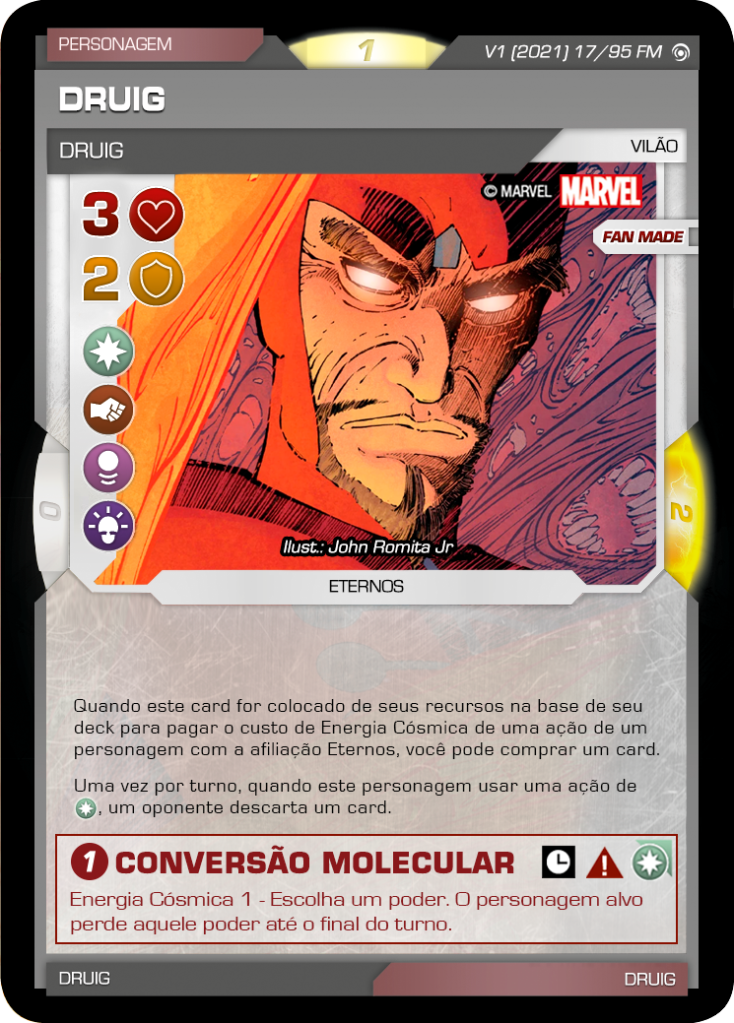 PERSONAGEM
1
V1 (2021) 17/95 FM
DRUIG
DRUIG
VILÃO
© MARVEL MARVEL
3
FAN MADE
2
0
2
Ilust.: John Romita Jr
ETERNOS
Quando este card for colocado de seus recursos na base de seu
deck para pagar o custo de Energia Cósmica de uma ação de um
personagem com a afiliação Eternos, você pode comprar um card.
Uma vez por turno, quando este personagem usar uma ação de
, um oponente descarta um card.
1 CONVERSÃO MOLECULAR
Energia Cósmica 1 - Escolha um poder. O personagem alvo
perde aquele poder até o final do turno.
DRUIG
DRUIG